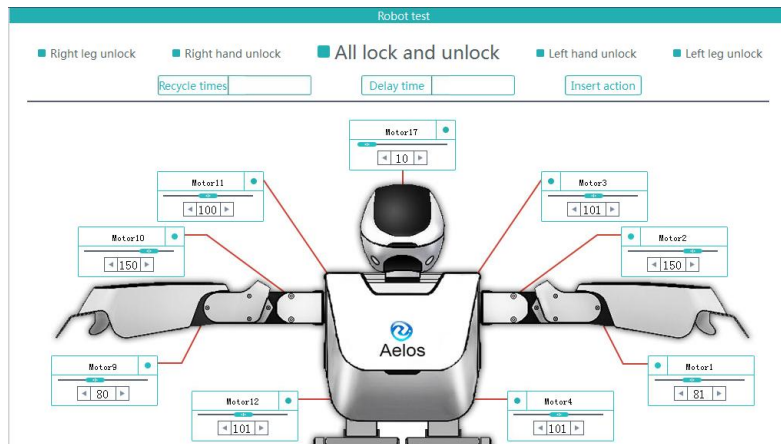 Robot test
Right leg unlock
Right hand unlock
All lock and unlock
Left hand unlock
Left leg unlock
Recycle times
Delay time
Insert action
Motor17
10
Motor11
100
Motor3
101
Motor10
150
Motor2
150
Aelos
Motor9
80
Motor1
81
Motor12
101
Motor4
101